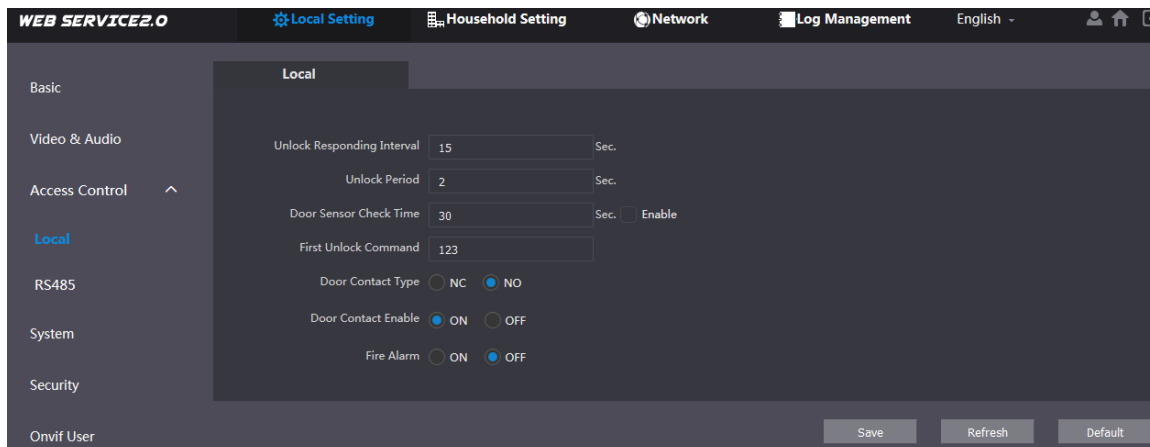 WEB SERVICE2.0 Local Setting Household Setting Network Log Management English
Basic
Video & Audio
Access Control
Local
RS485
System
Security
Onvif User
Local
Unlock Responding Interval 15 Sec.
Unlock Period 2 Sec.
Door Sensor Check Time 30 Sec. Enable
First Unlock Command 123
Door Contact Type NC NO
Door Contact Enable ON OFF
Fire Alarm ON OFF
Save Refresh Default